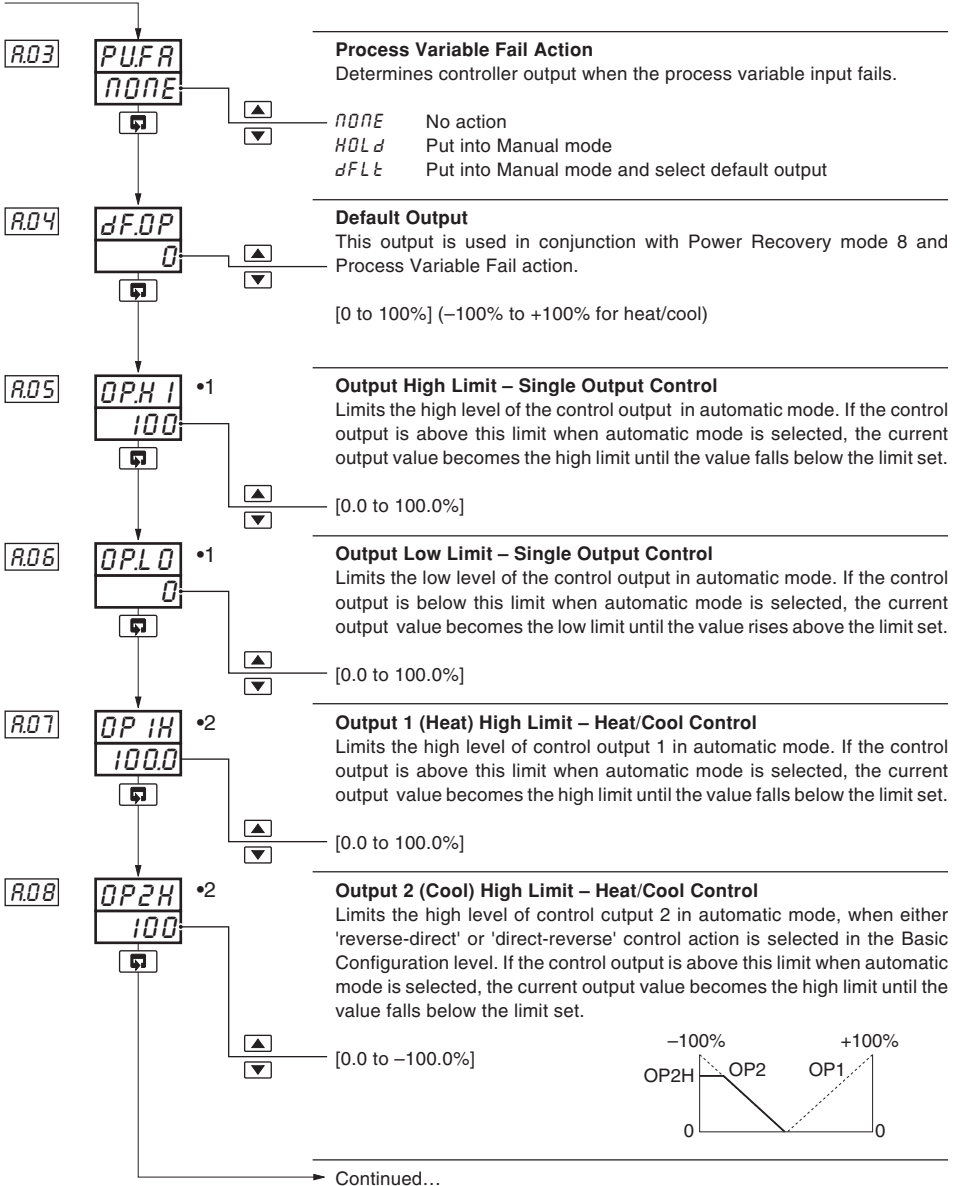 A.03
PV.FA
NONE
Process Variable Fail Action
Determines controller output when the process variable input fails.
NONE No action
HOLd Put into Manual mode
dFLt Put into Manual mode and select default output
A.04
dF.OP
0
Default Output
This output is used in conjunction with Power Recovery mode 8 and
Process Variable Fail action.
[0 to 100%] (–100% to +100% for heat/cool)
A.05
OP.HI •1
100
Output High Limit – Single Output Control
Limits the high level of the control output in automatic mode. If the control
output is above this limit when automatic mode is selected, the current
output value becomes the high limit until the value falls below the limit set.
[0.0 to 100.0%]
A.06
OP.LO •1
0
Output Low Limit – Single Output Control
Limits the low level of the control output in automatic mode. If the control
output is below this limit when automatic mode is selected, the current
output value becomes the low limit until the value rises above the limit set.
[0.0 to 100.0%]
A.07
OP1H •2
100.0
Output 1 (Heat) High Limit – Heat/Cool Control
Limits the high level of control output 1 in automatic mode. If the control
output is above this limit when automatic mode is selected, the current
output value becomes the high limit until the value falls below the limit set.
[0.0 to 100.0%]
A.08
OP2H •2
100
Output 2 (Cool) High Limit – Heat/Cool Control
Limits the high level of control cutput 2 in automatic mode, when either
'reverse-direct' or 'direct-reverse' control action is selected in the Basic
Configuration level. If the control output is above this limit when automatic
mode is selected, the current output value becomes the high limit until the
value falls below the limit set.
[0.0 to –100.0%]
–100% +100%
OP2H OP2 OP1
0 0
Continued…